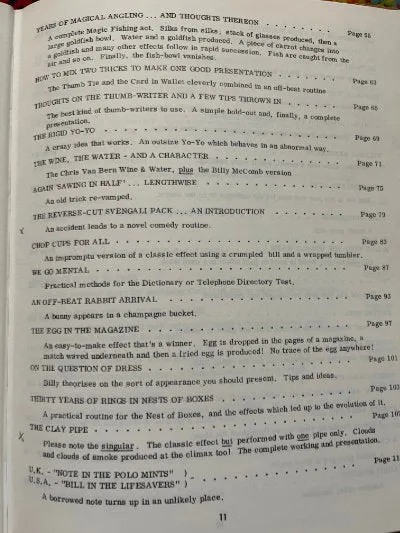 YEARS OF MAGICAL ANGLING ... AND THOUGHTS THEREON . . . . . . . Page 55
A complete Magic Fishing act. Silks from silks; stack of glasses produced, then a
large goldfish bowl. Water and a goldfish produced. A piece of carrot changes into
a goldfish and many other effects follow in rapid succession. Fish are caught from the
air and so on. Finally, the fish-bowl vanishes.
HOW TO MIX TWO TRICKS TO MAKE ONE GOOD PRESENTATION . . . . . . . Page 63
The Thumb Tie and the Card in Wallet cleverly combined in an off-beat routine
THOUGHTS ON THE THUMB-WRITER AND A FEW TIPS THROWN IN . . . . . . Page 65
The best kind of thumb-writers to use. A simple hold-out and, finally, a complete
presentation.
THE RIGID YO-YO . . . . . . . . . . . . . . . . Page 69
A crazy idea that works. An outsize Yo-Yo which behaves in an abnormal way.
THE WINE, THE WATER - AND A CHARACTER . . . . . . . . . . Page 71
The Chris Van Bern Wine & Water, plus the Billy McComb version
AGAIN 'SAWING IN HALF' ... LENGTHWISE . . . . . . . . . . Page 75
An old trick re-vamped.
THE REVERSE-CUT SVENGALI PACK ... AN INTRODUCTION . . . . . . . Page 79
An accident leads to a novel comedy routine.
CHOP CUPS FOR ALL . . . . . . . . . . . . . . . Page 83
An impromptu version of a classic effect using a crumpled bill and a wrapped tumbler.
WE GO MENTAL . . . . . . . . . . . . . . . . Page 87
Practical methods for the Dictionary or Telephone Directory Test.
AN OFF-BEAT RABBIT ARRIVAL . . . . . . . . . . . . . Page 93
A bunny appears in a champagne bucket.
THE EGG IN THE MAGAZINE . . . . . . . . . . . . . . Page 97
An easy-to-make effect that's a winner. Egg is dropped in the pages of a magazine, a
match waved underneath and then a fried egg is produced! No trace of the egg anywhere!
ON THE QUESTION OF DRESS . . . . . . . . . . . . . . Page 101
Billy theorises on the sort of appearance you should present. Tips and ideas.
THIRTY YEARS OF RINGS IN NESTS OF BOXES . . . . . . . . . . Page 103
A practical routine for the Nest of Boxes, and the effects which led up to the evolution of it.
THE CLAY PIPE . . . . . . . . . . . . . . . . Page
Please note the singular. The classic effect but performed with one pipe only. Clouds
and clouds of smoke produced at the climax too! The complete working and presentation.
U.K. - "NOTE IN THE POLO MINTS" )
U.S.A. - "BILL IN THE LIFESAVERS" ) . . . . . . . . . . . Page
A borrowed note turns up in an unlikely place.
11